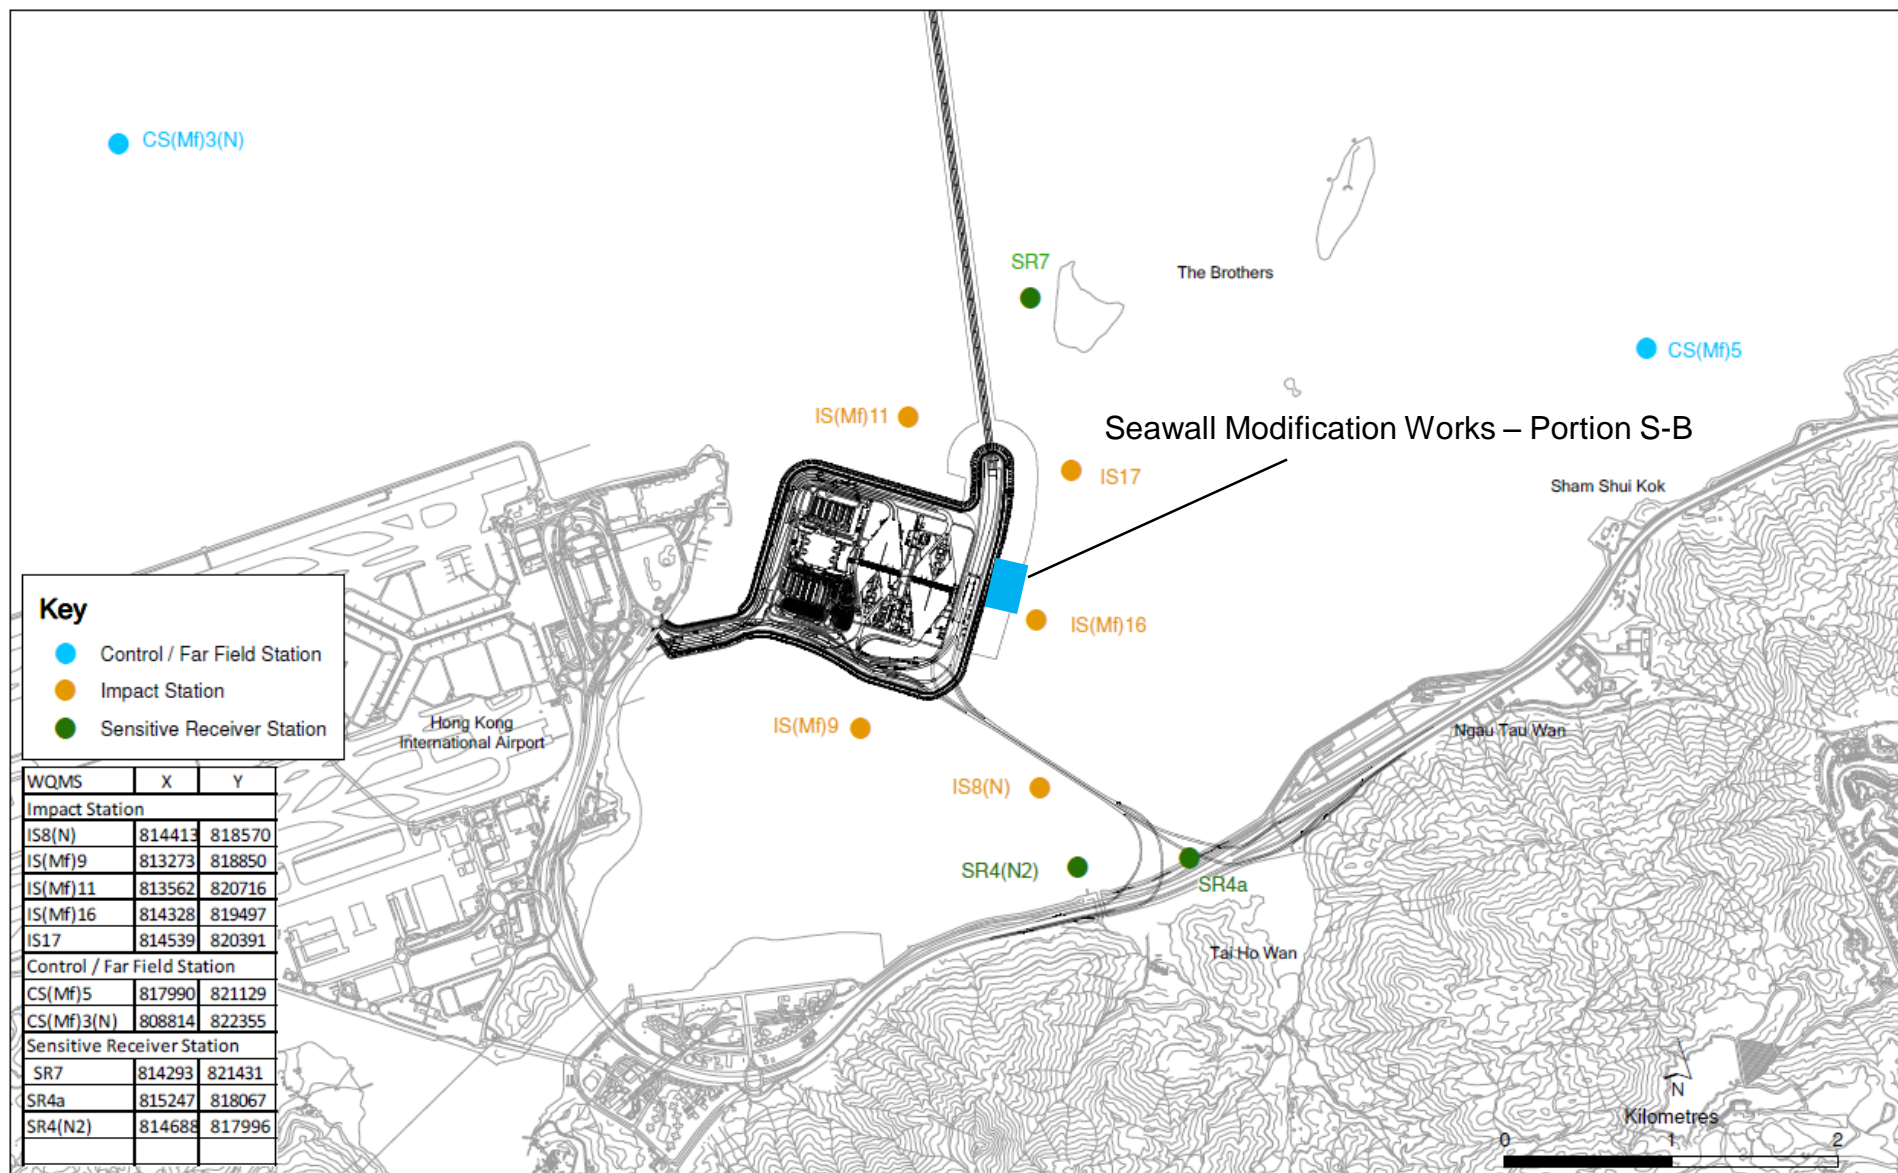 CS(Mf)3(N)
SR7
The Brothers
CS(Mf)5
IS(Mf)11
Seawall Modification Works – Portion S-B
IS17
Sham Shui Kok
IS(Mf)16
Key
Control / Far Field Station
Impact Station
Sensitive Receiver Station
Hong Kong
International Airport
IS(Mf)9
Ngau Tau Wan
IS8(N)
SR4(N2)
SR4a
Tai Ho Wan
WQMS X Y
Impact Station
IS8(N) 814413 818570
IS(Mf)9 813273 818850
IS(Mf)11 813562 820716
IS(Mf)16 814328 819497
IS17 814539 820391
Control / Far Field Station
CS(Mf)5 817990 821129
CS(Mf)3(N) 808814 822355
Sensitive Receiver Station
SR7 814293 821431
SR4a 815247 818067
SR4(N2) 814688 817996
N
Kilometres
0 1 2